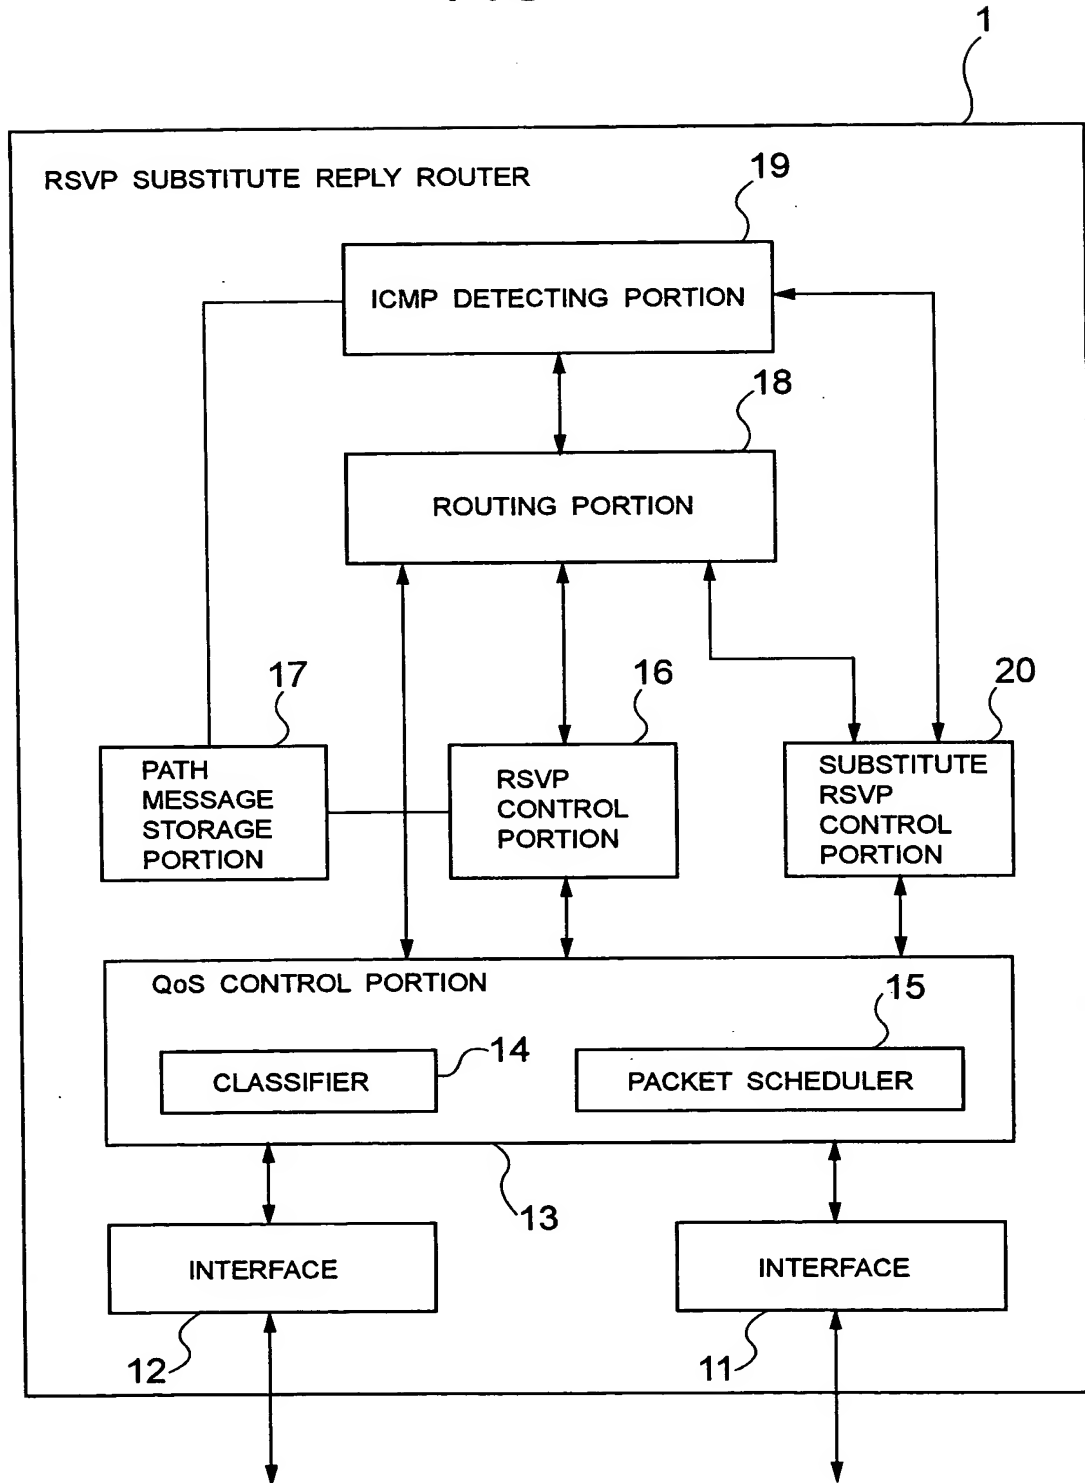 1
RSVP SUBSTITUTE REPLY ROUTER
19
ICMP DETECTING PORTION
18
ROUTING PORTION
17
16
20
PATH
MESSAGE
STORAGE
PORTION
RSVP
CONTROL
PORTION
SUBSTITUTE
RSVP
CONTROL
PORTION
QoS CONTROL PORTION
15
14
CLASSIFIER
PACKET SCHEDULER
13
INTERFACE
INTERFACE
12
11